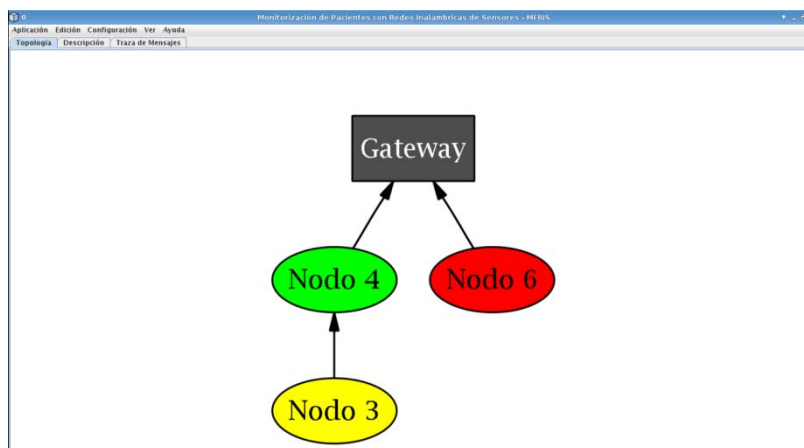 Monitorización de Pacientes con Redes Inalámbricas de Sensores - MERIS
Aplicación Edición Configuración Ver Ayuda
Topología Descripción Traza de Mensajes
Gateway
Nodo 4 Nodo 6
Nodo 3